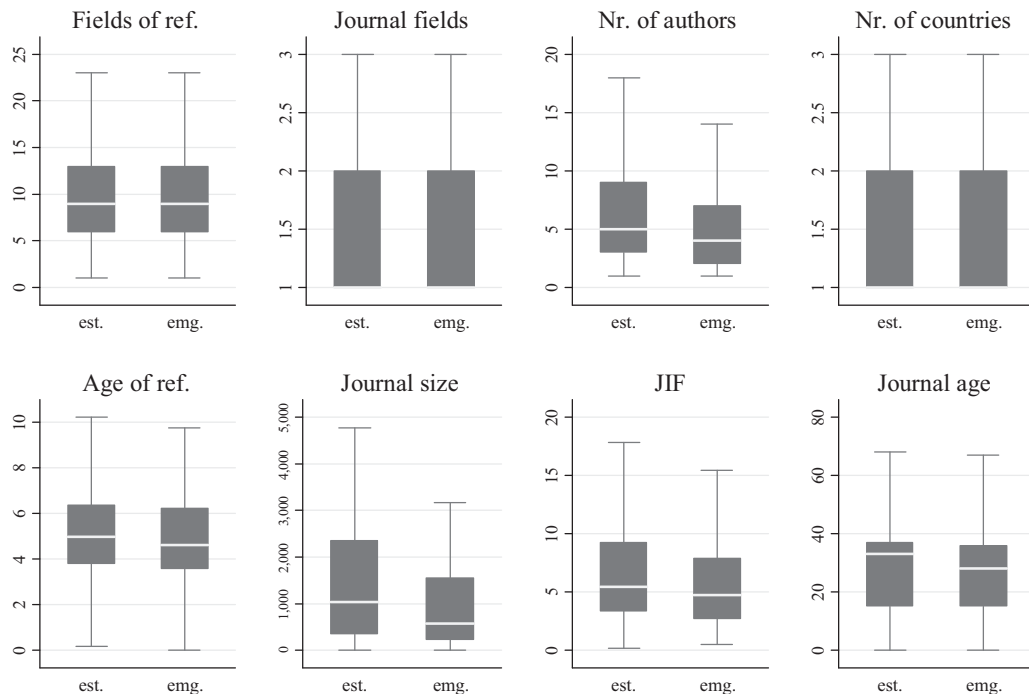 Fields of ref.
25
20
15
10
5
0
est. emg.
Journal fields
3
2.5
2
1.5
1
est. emg.
Nr. of authors
20
15
10
5
0
est. emg.
Nr. of countries
3
2.5
2
1.5
1
est. emg.
Age of ref.
10
8
6
4
2
0
est. emg.
Journal size
5,000
4,000
3,000
2,000
1,000
0
est. emg.
JIF
20
15
10
5
0
est. emg.
Journal age
80
60
40
20
0
est. emg.